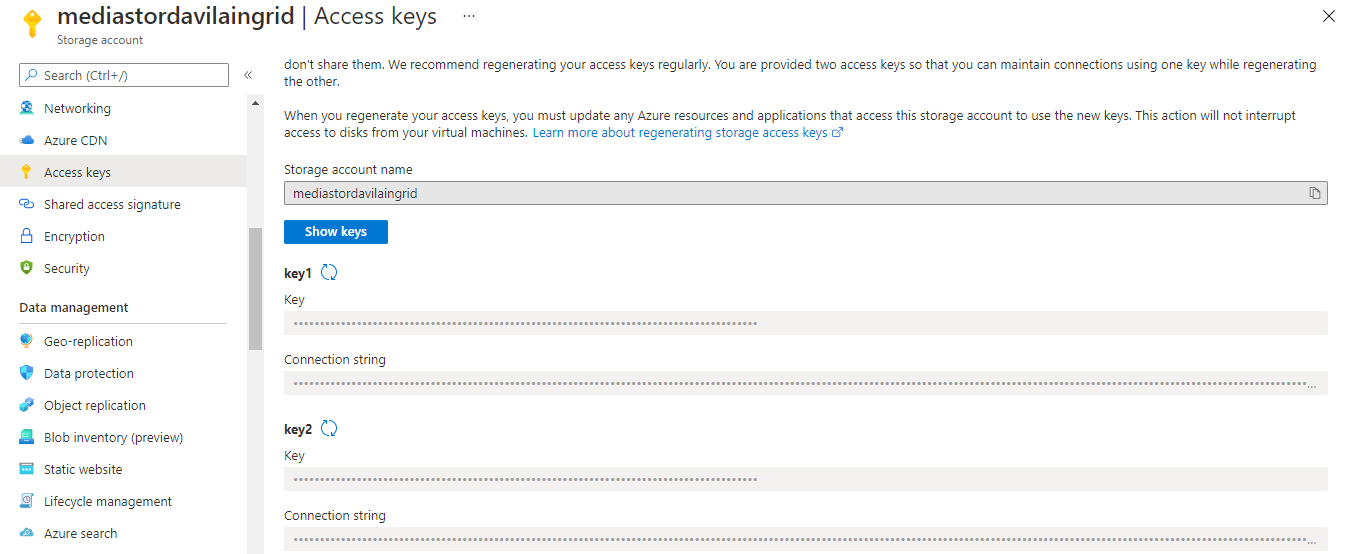 mediastordavilaingrid | Access keys ...
Storage account
Search (Ctrl+/)
«
Networking
Azure CDN
Access keys
Shared access signature
Encryption
Security
Data management
Geo-replication
Data protection
Object replication
Blob inventory (preview)
Static website
Lifecycle management
Azure search
don't share them. We recommend regenerating your access keys regularly. You are provided two access keys so that you can maintain connections using one key while regenerating
the other.
When you regenerate your access keys, you must update any Azure resources and applications that access this storage account to use the new keys. This action will not interrupt
access to disks from your virtual machines. Learn more about regenerating storage access keys
Storage account name
mediastordavilaingrid
Show keys
key1
Key
Connection string
key2
Key
Connection string